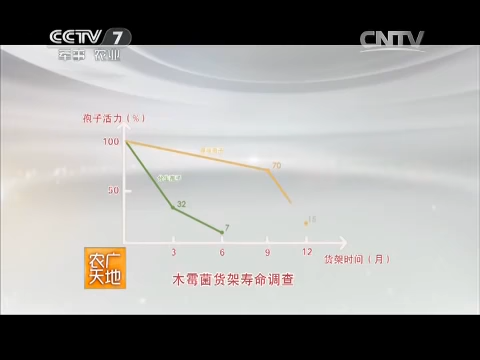 CCTV 7
军事 农业
CNTV
孢子活力(%)
100
70
50
32
7
3
6
9
12
货架时间(月)
农广天地
木霉菌货架寿命调查